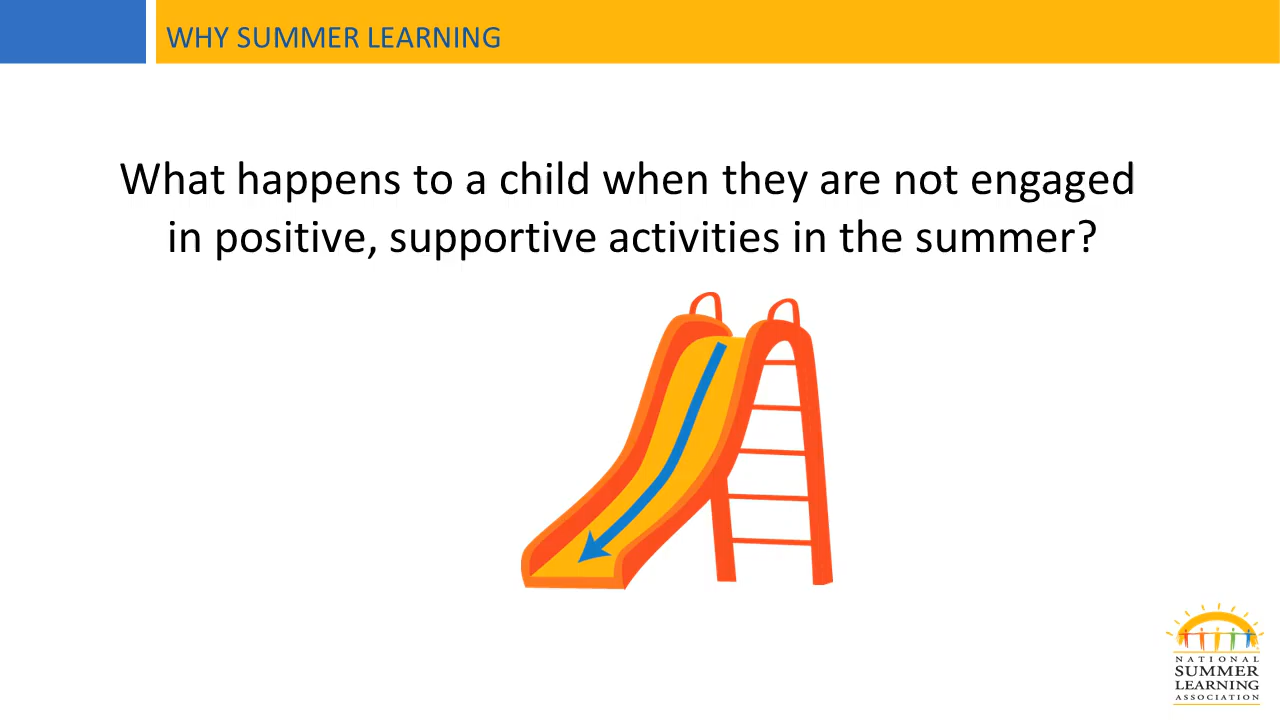 WHY SUMMER LEARNING
What happens to a child when they are not engaged
in positive, supportive activities in the summer?
NATIONAL
SUMMER
LEARNING
ASSOCIATION